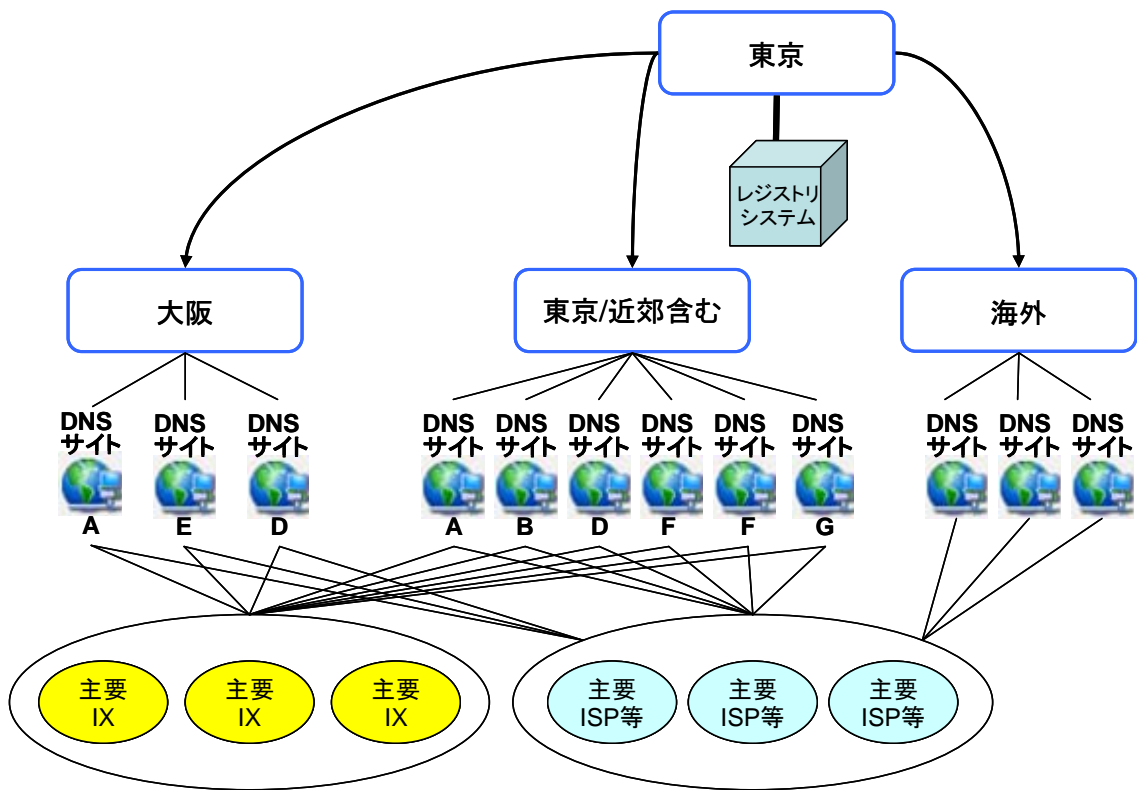 東京
レジストリ
システム
大阪
東京/近郊含む
海外
DNS
サイト
DNS
サイト
DNS
サイト
DNS
サイト
DNS
サイト
DNS
サイト
DNS
サイト
DNS
サイト
DNS
サイト
DNS
サイト
DNS
サイト
DNS
サイト
A
E
D
A
B
D
F
F
G
主要
IX
主要
IX
主要
IX
主要
ISP等
主要
ISP等
主要
ISP等